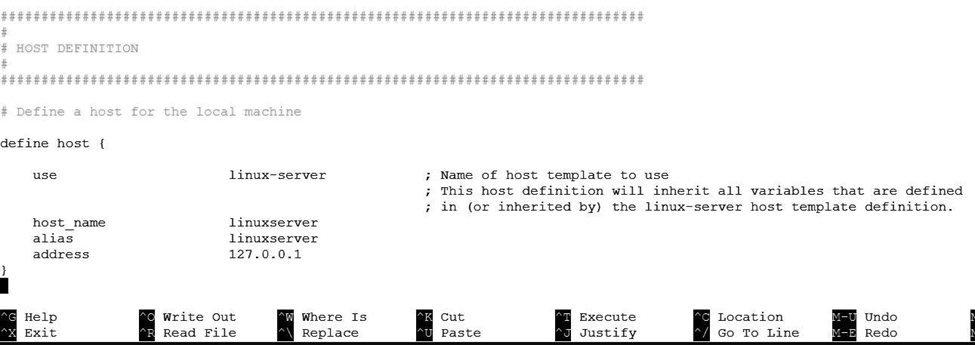 ###############################################################################
#
# HOST DEFINITION
#
###############################################################################
# Define a host for the local machine
define host {
    use                     linux-server            ; Name of host template to use
                                                    ; This host definition will inherit all variables that are defined
                                                    ; in (or inherited by) the linux-server host template definition.
    host_name               linuxserver
    alias                   linuxserver
    address                 127.0.0.1
}
^G Help ^O Write Out ^W Where Is ^K Cut ^T Execute ^C Location M-U Undo
^X Exit ^R Read File ^\ Replace ^U Paste ^J Justify ^/ Go To Line M-E Redo